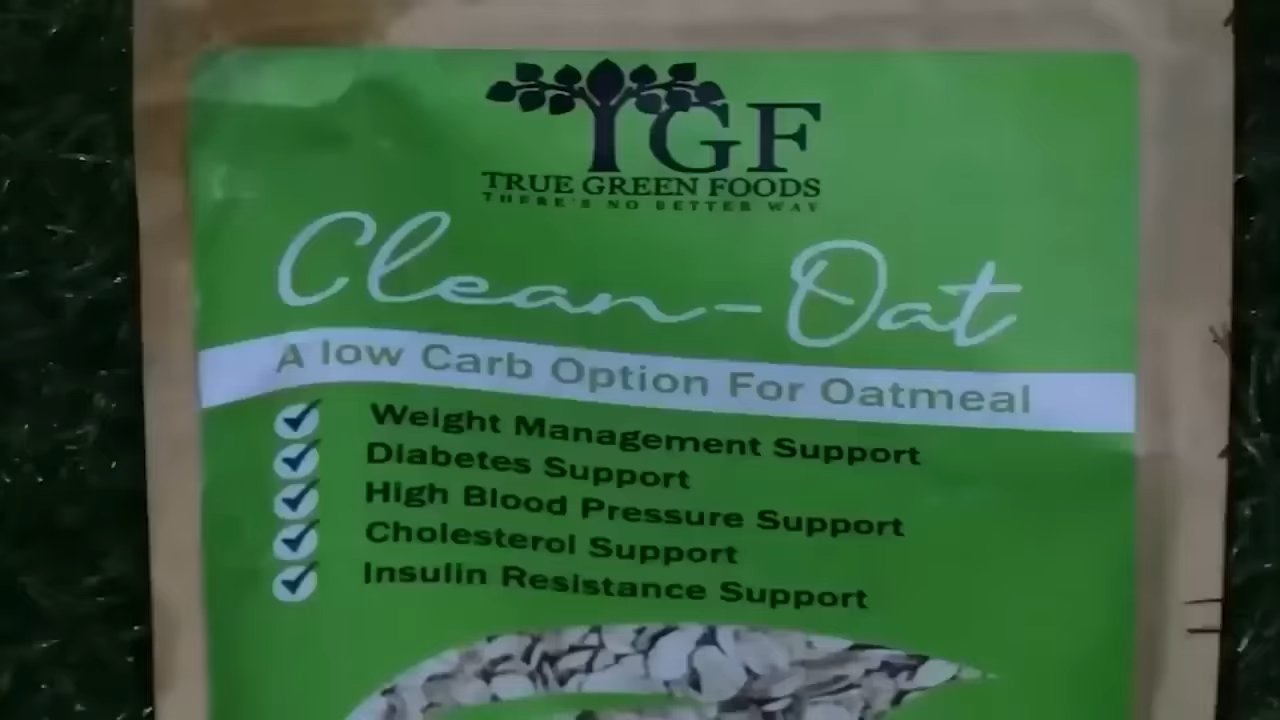 TGF
TRUE GREEN FOODS
THERE'S NO BETTER WAY
Clean-Oat
A low Carb Option For Oatmeal
Weight Management Support
Diabetes Support
High Blood Pressure Support
Cholesterol Support
Insulin Resistance Support